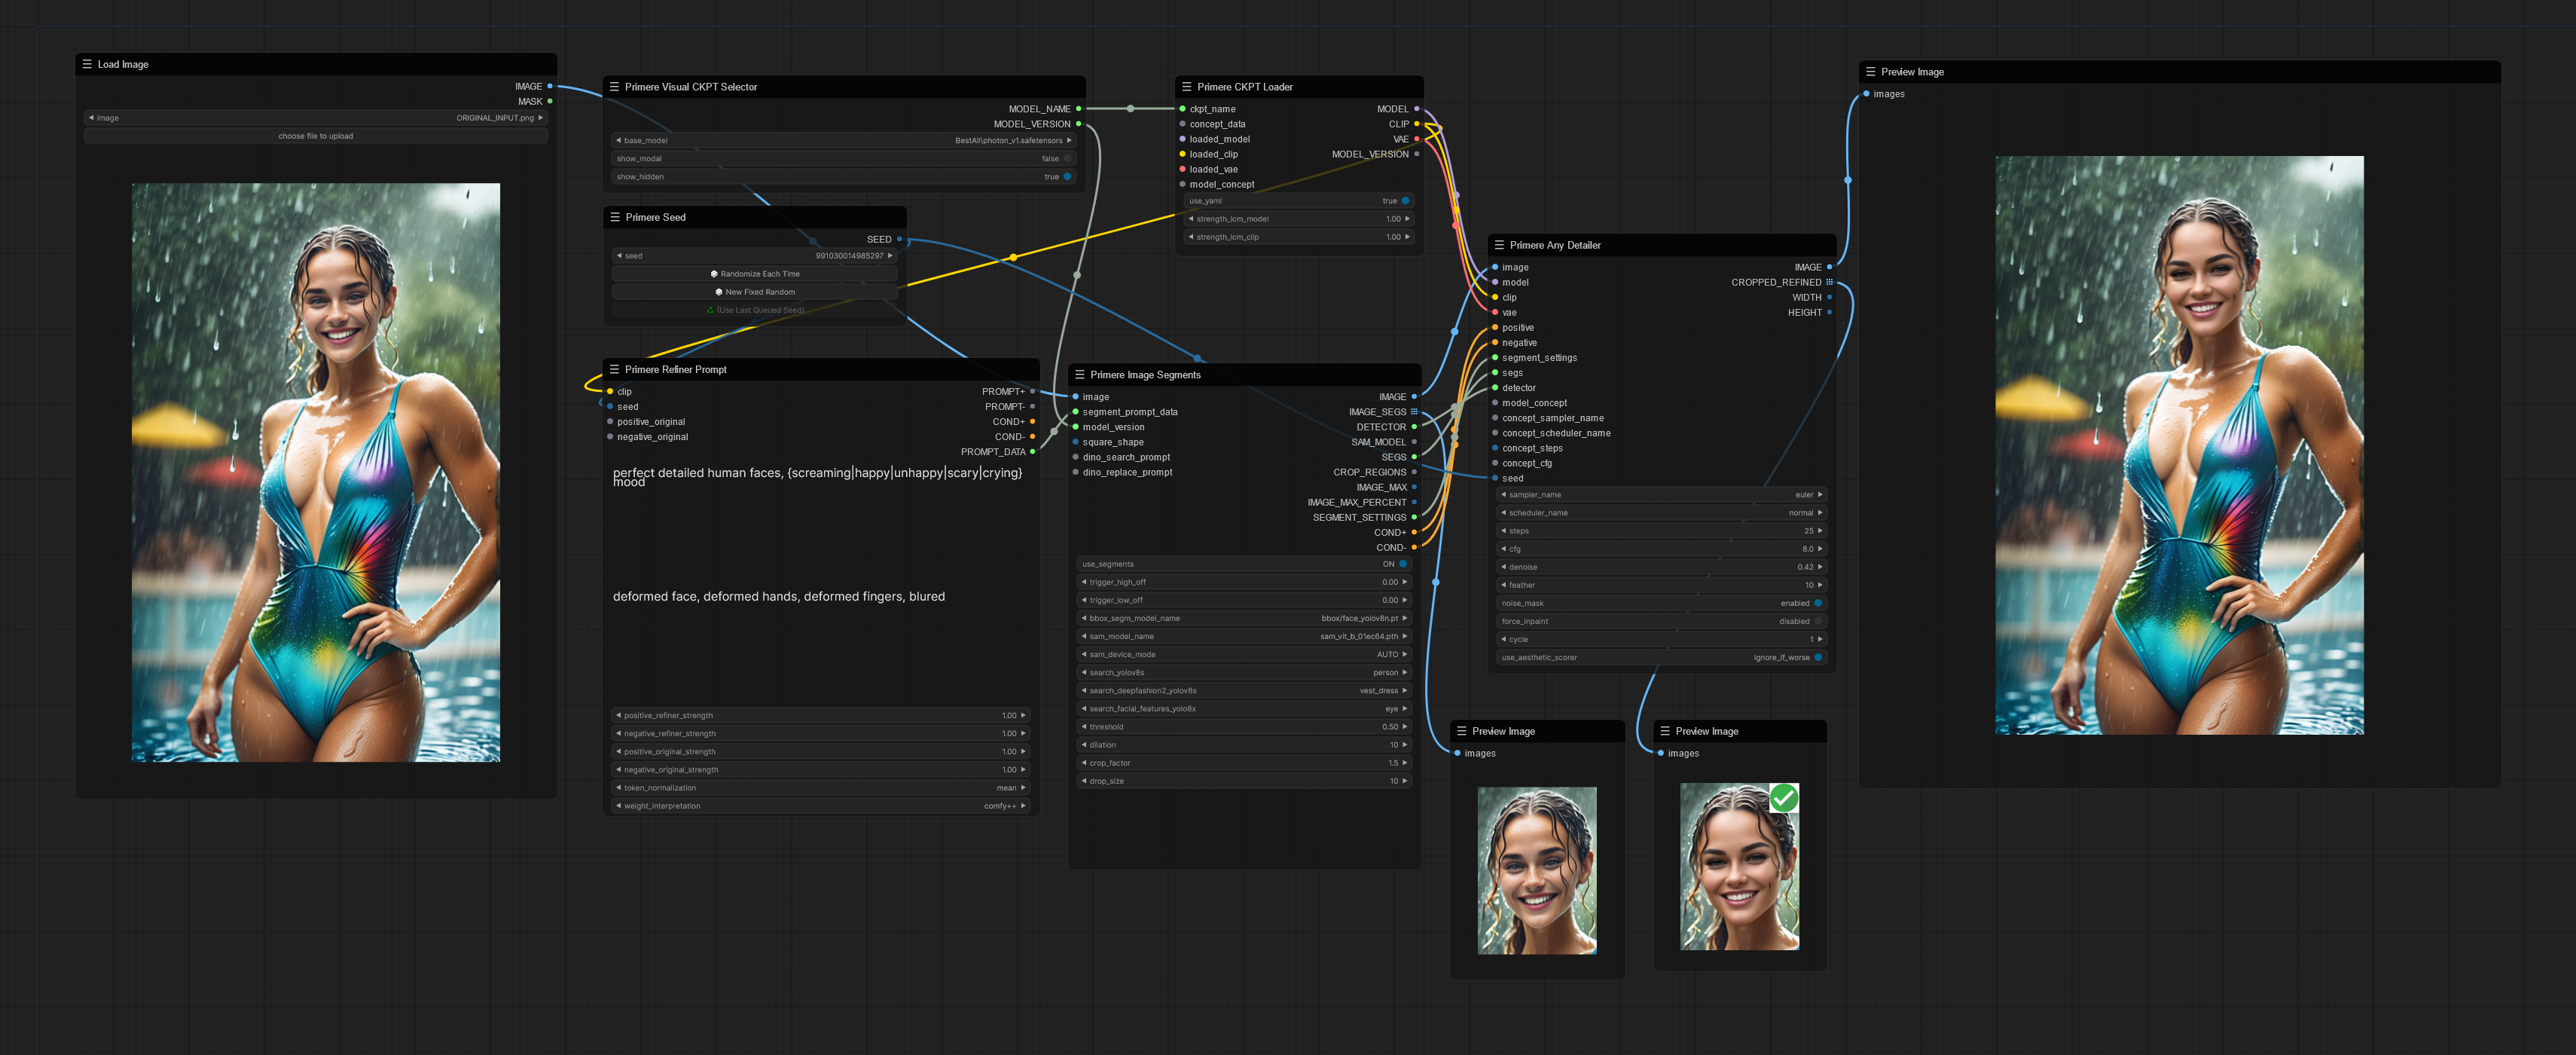 Load Image
IMAGE
MASK
image ORIGINAL_INPUT.png
choose file to upload
Primere Visual CKPT Selector
MODEL_NAME
MODEL_VERSION
base_model BestAll\photon_v1.safetensors
show_modal false
show_hidden true
Primere Seed
SEED
seed 991030014985297
Randomize Each Time
New Fixed Random
(Use Last Queued Seed)
Primere Refiner Prompt
clip PROMPT+
seed PROMPT-
positive_original COND+
negative_original COND-
PROMPT_DATA
perfect detailed human faces, {screaming|happy|unhappy|scary|crying}
mood
deformed face, deformed hands, deformed fingers, blured
positive_refiner_strength 1.00
negative_refiner_strength 1.00
positive_original_strength 1.00
negative_original_strength 1.00
token_normalization mean
weight_interpretation comfy++
Primere CKPT Loader
ckpt_name MODEL
concept_data CLIP
loaded_model VAE
loaded_clip MODEL_VERSION
loaded_vae
model_concept
use_yaml true
strength_lcm_model 1.00
strength_lcm_clip 1.00
Primere Image Segments
image IMAGE
segment_prompt_data IMAGE_SEGS
model_version DETECTOR
square_shape SAM_MODEL
dino_search_prompt SEGS
dino_replace_prompt CROP_REGIONS
IMAGE_MAX
IMAGE_MAX_PERCENT
SEGMENT_SETTINGS
COND+
COND-
use_segments ON
trigger_high_off 0.00
trigger_low_off 0.00
bbox_segm_model_name bbox/face_yolov8n.pt
sam_model_name sam_vit_b_01ec64.pth
sam_device_mode AUTO
search_yolov8s person
search_deepfashion2_yolov8s vest_dress
search_facial_features_yolo8x eye
threshold 0.50
dilation 10
crop_factor 1.5
drop_size 10
Primere Any Detailer
image IMAGE
model CROPPED_REFINED
clip WIDTH
vae HEIGHT
positive
negative
segment_settings
segs
detector
model_concept
concept_sampler_name
concept_scheduler_name
concept_steps
concept_cfg
seed
sampler_name euler
scheduler_name normal
steps 25
cfg 8.0
denoise 0.42
feather 10
noise_mask enabled
force_inpaint disabled
cycle 1
use_aesthetic_scorer ignore_if_worse
Preview Image
images
Preview Image
images
Preview Image
images